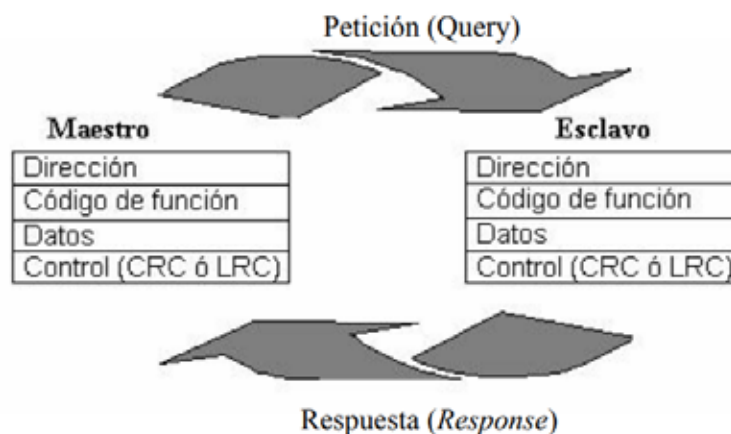 Petición (Query)
Maestro
Dirección
Código de función
Datos
Control (CRC ó LRC)
Esclavo
Dirección
Código de función
Datos
Control (CRC ó LRC)
Respuesta (Response)